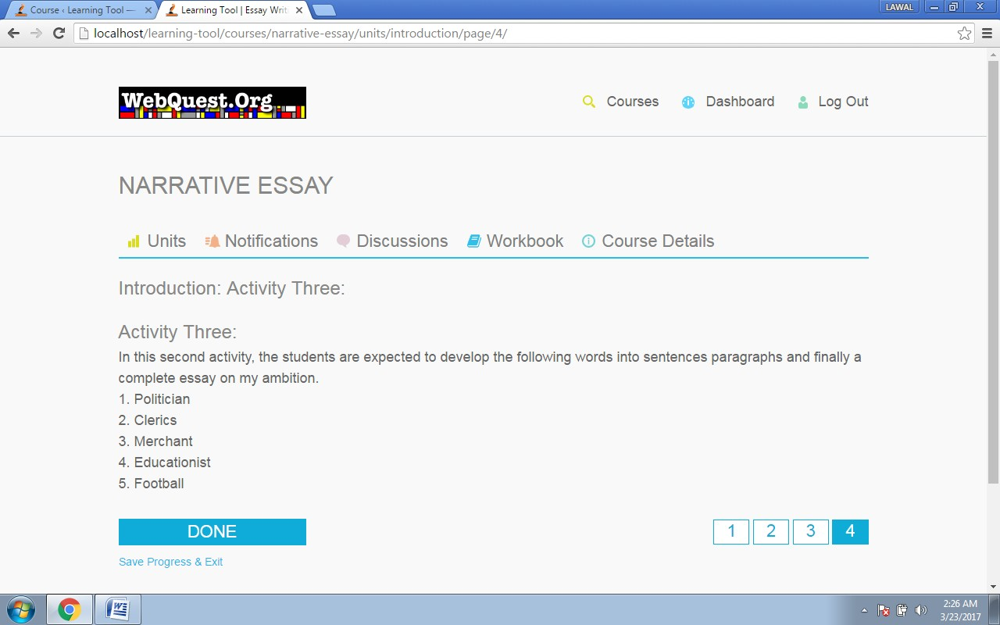 Course ‹ Learning Tool —
Learning Tool | Essay Writ
LAWAL
localhost/learning-tool/courses/narrative-essay/units/introduction/page/4/
WebQuest.Org
Courses
Dashboard
Log Out
NARRATIVE ESSAY
Units
Notifications
Discussions
Workbook
Course Details
Introduction: Activity Three:
Activity Three:
In this second activity, the students are expected to develop the following words into sentences paragraphs and finally a
complete essay on my ambition.
1. Politician
2. Clerics
3. Merchant
4. Educationist
5. Football
DONE
1 2 3 4
Save Progress & Exit
2:26 AM
3/23/2017